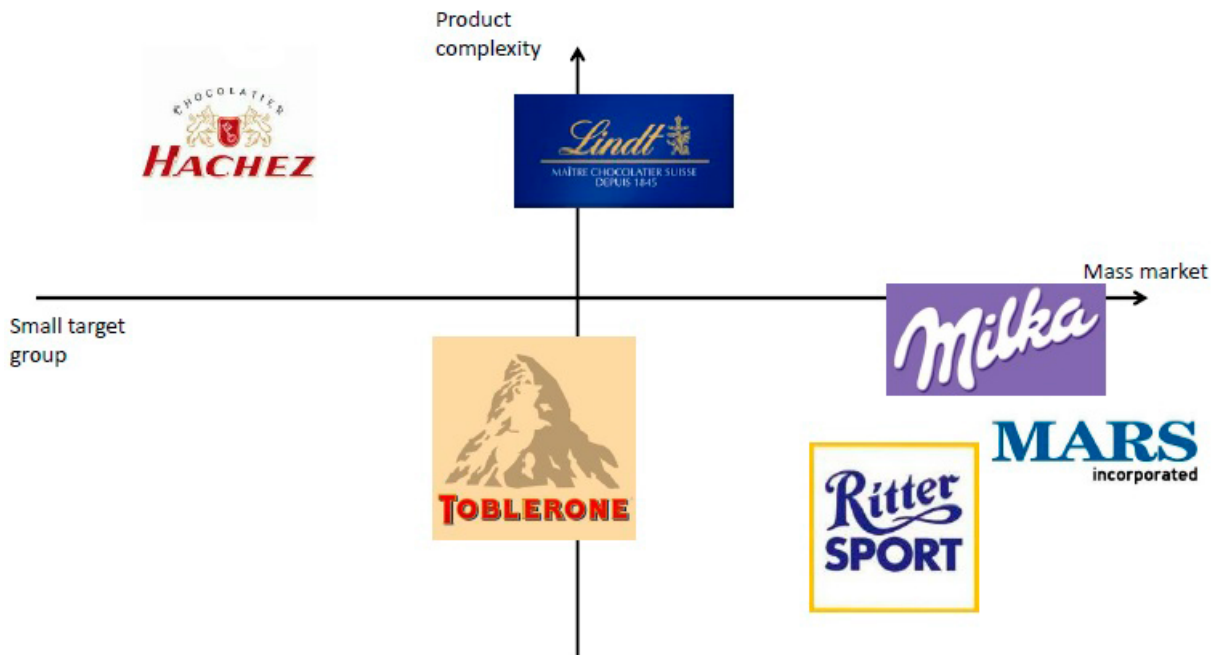 Product
complexity
CHOCOLATIER
HACHEZ
Lindt
MAÎTRE CHOCOLATIER SUISSE
DEPUIS 1845
Mass market
Small target
group
Milka
TOBLERONE
MARS
incorporated
Ritter
SPORT